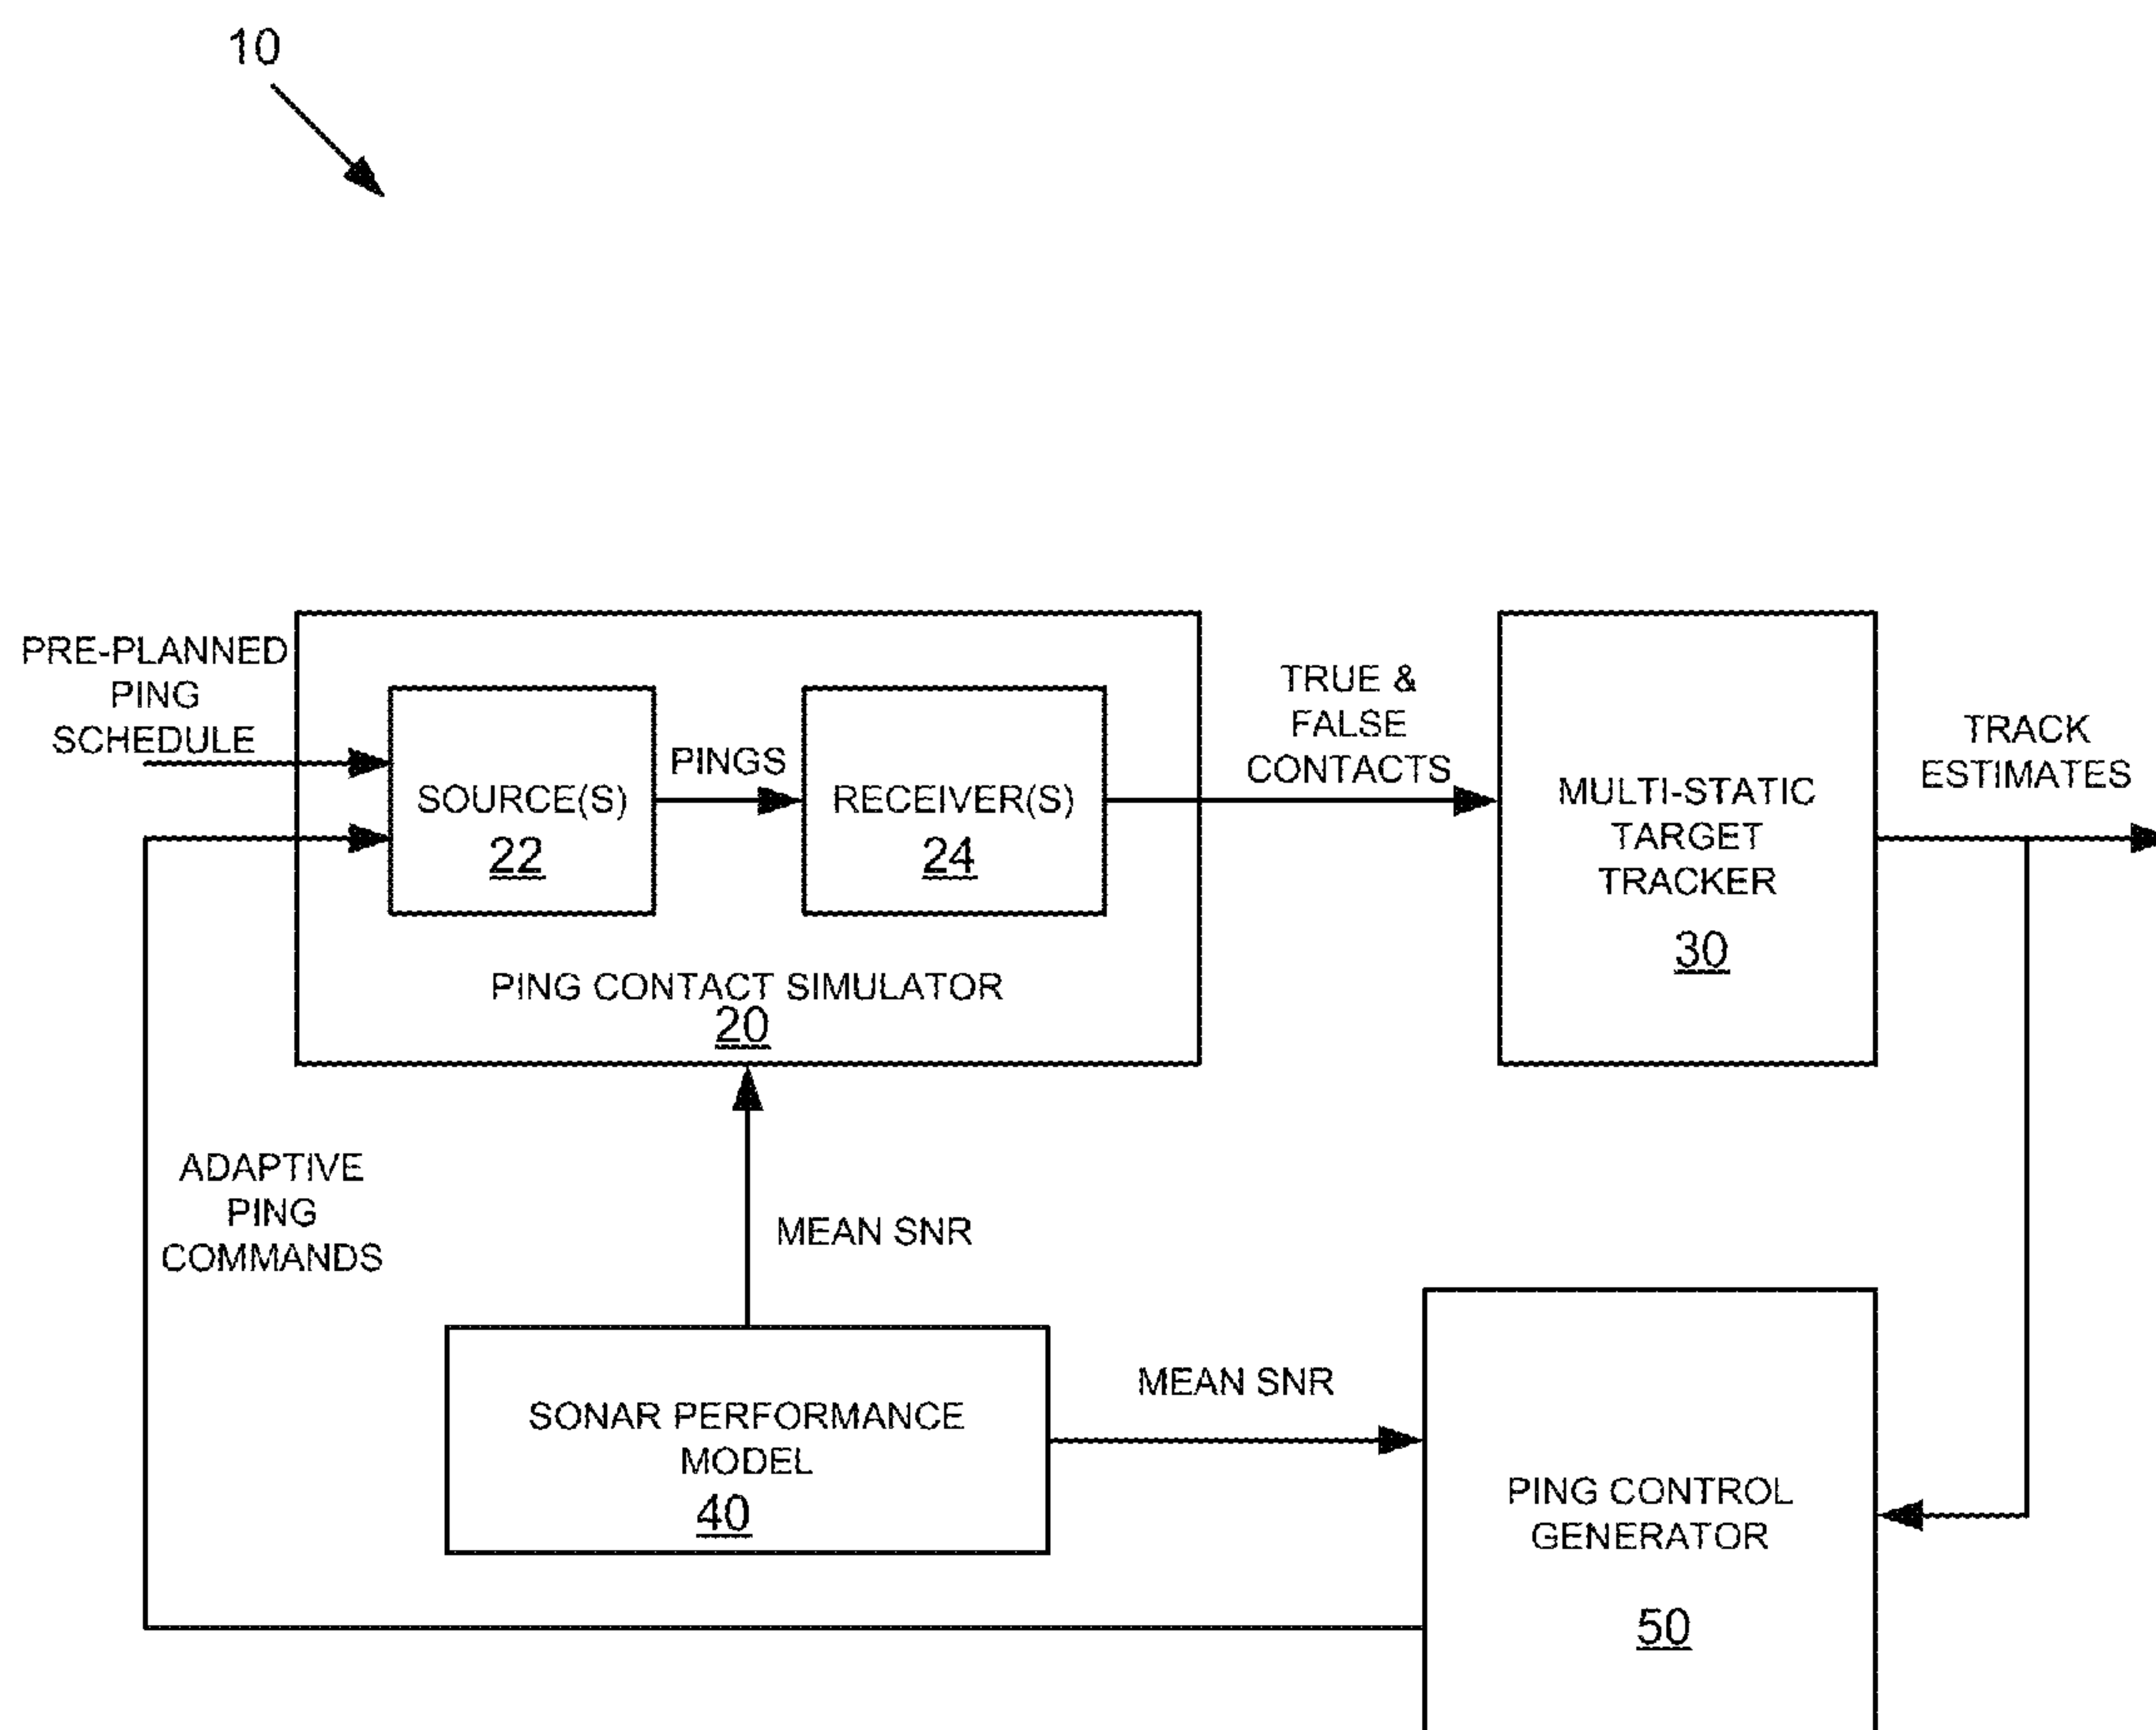 10
PRE-PLANNED
PING
SCHEDULE
SOURCE(S)
22
PINGS
RECEIVER(S)
24
PING CONTACT SIMULATOR
20
TRUE &
FALSE
CONTACTS
MULTI-STATIC
TARGET
TRACKER
30
TRACK
ESTIMATES
ADAPTIVE
PING
COMMANDS
MEAN SNR
SONAR PERFORMANCE
MODEL
40
MEAN SNR
PING CONTROL
GENERATOR
50